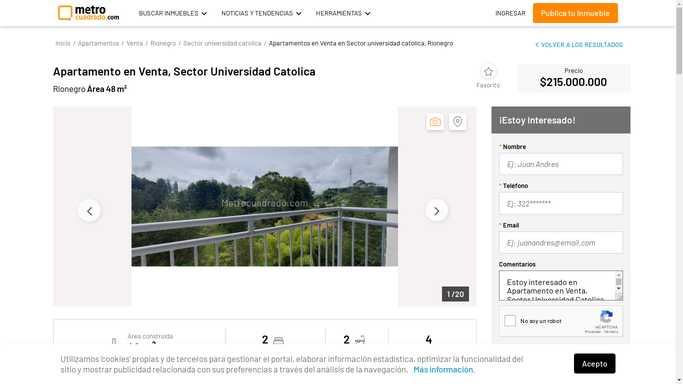 metro
cuadrado.com
BUSCAR INMUEBLES
NOTICIAS Y TENDENCIAS
HERRAMIENTAS
INGRESAR
Publica tu Inmueble
Inicio / Apartamentos / Venta / Rionegro / Sector universidad catolica / Apartamentos en Venta en Sector universidad catolica, Rionegro
VOLVER A LOS RESULTADOS
Apartamento en Venta, Sector Universidad Catolica
Rionegro Área 48 m²
Favorito
Precio
$215.000.000
Metrocuadrado.com
1 / 20
¡Estoy Interesado!
* Nombre
Ej: Juan Andres
* Teléfono
Ej: 322*******
* Email
Ej: juanandres@email.com
Comentarios
Estoy interesado en
Apartamento en Venta,
Sector Universidad Catolica
No soy un robot
reCAPTCHA
Privacidad - Términos
Área construida
2
2
4
Utilizamos 'cookies' propias y de terceros para gestionar el portal, elaborar información estadística, optimizar la funcionalidad del
sitio y mostrar publicidad relacionada con sus preferencias a través del análisis de la navegación. Más información.
Acepto